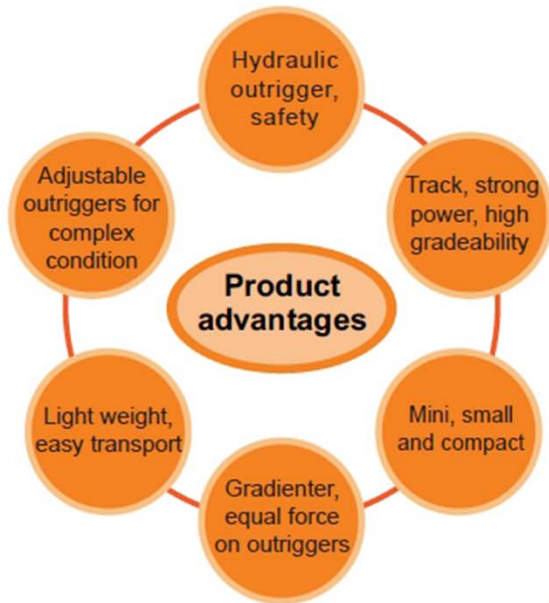 Hydraulic
outrigger,
safety
Adjustable
outriggers for
complex
condition
Track, strong
power, high
gradeability
Product
advantages
Light weight,
easy transport
Mini, small
and compact
Gradienter,
equal force
on outriggers